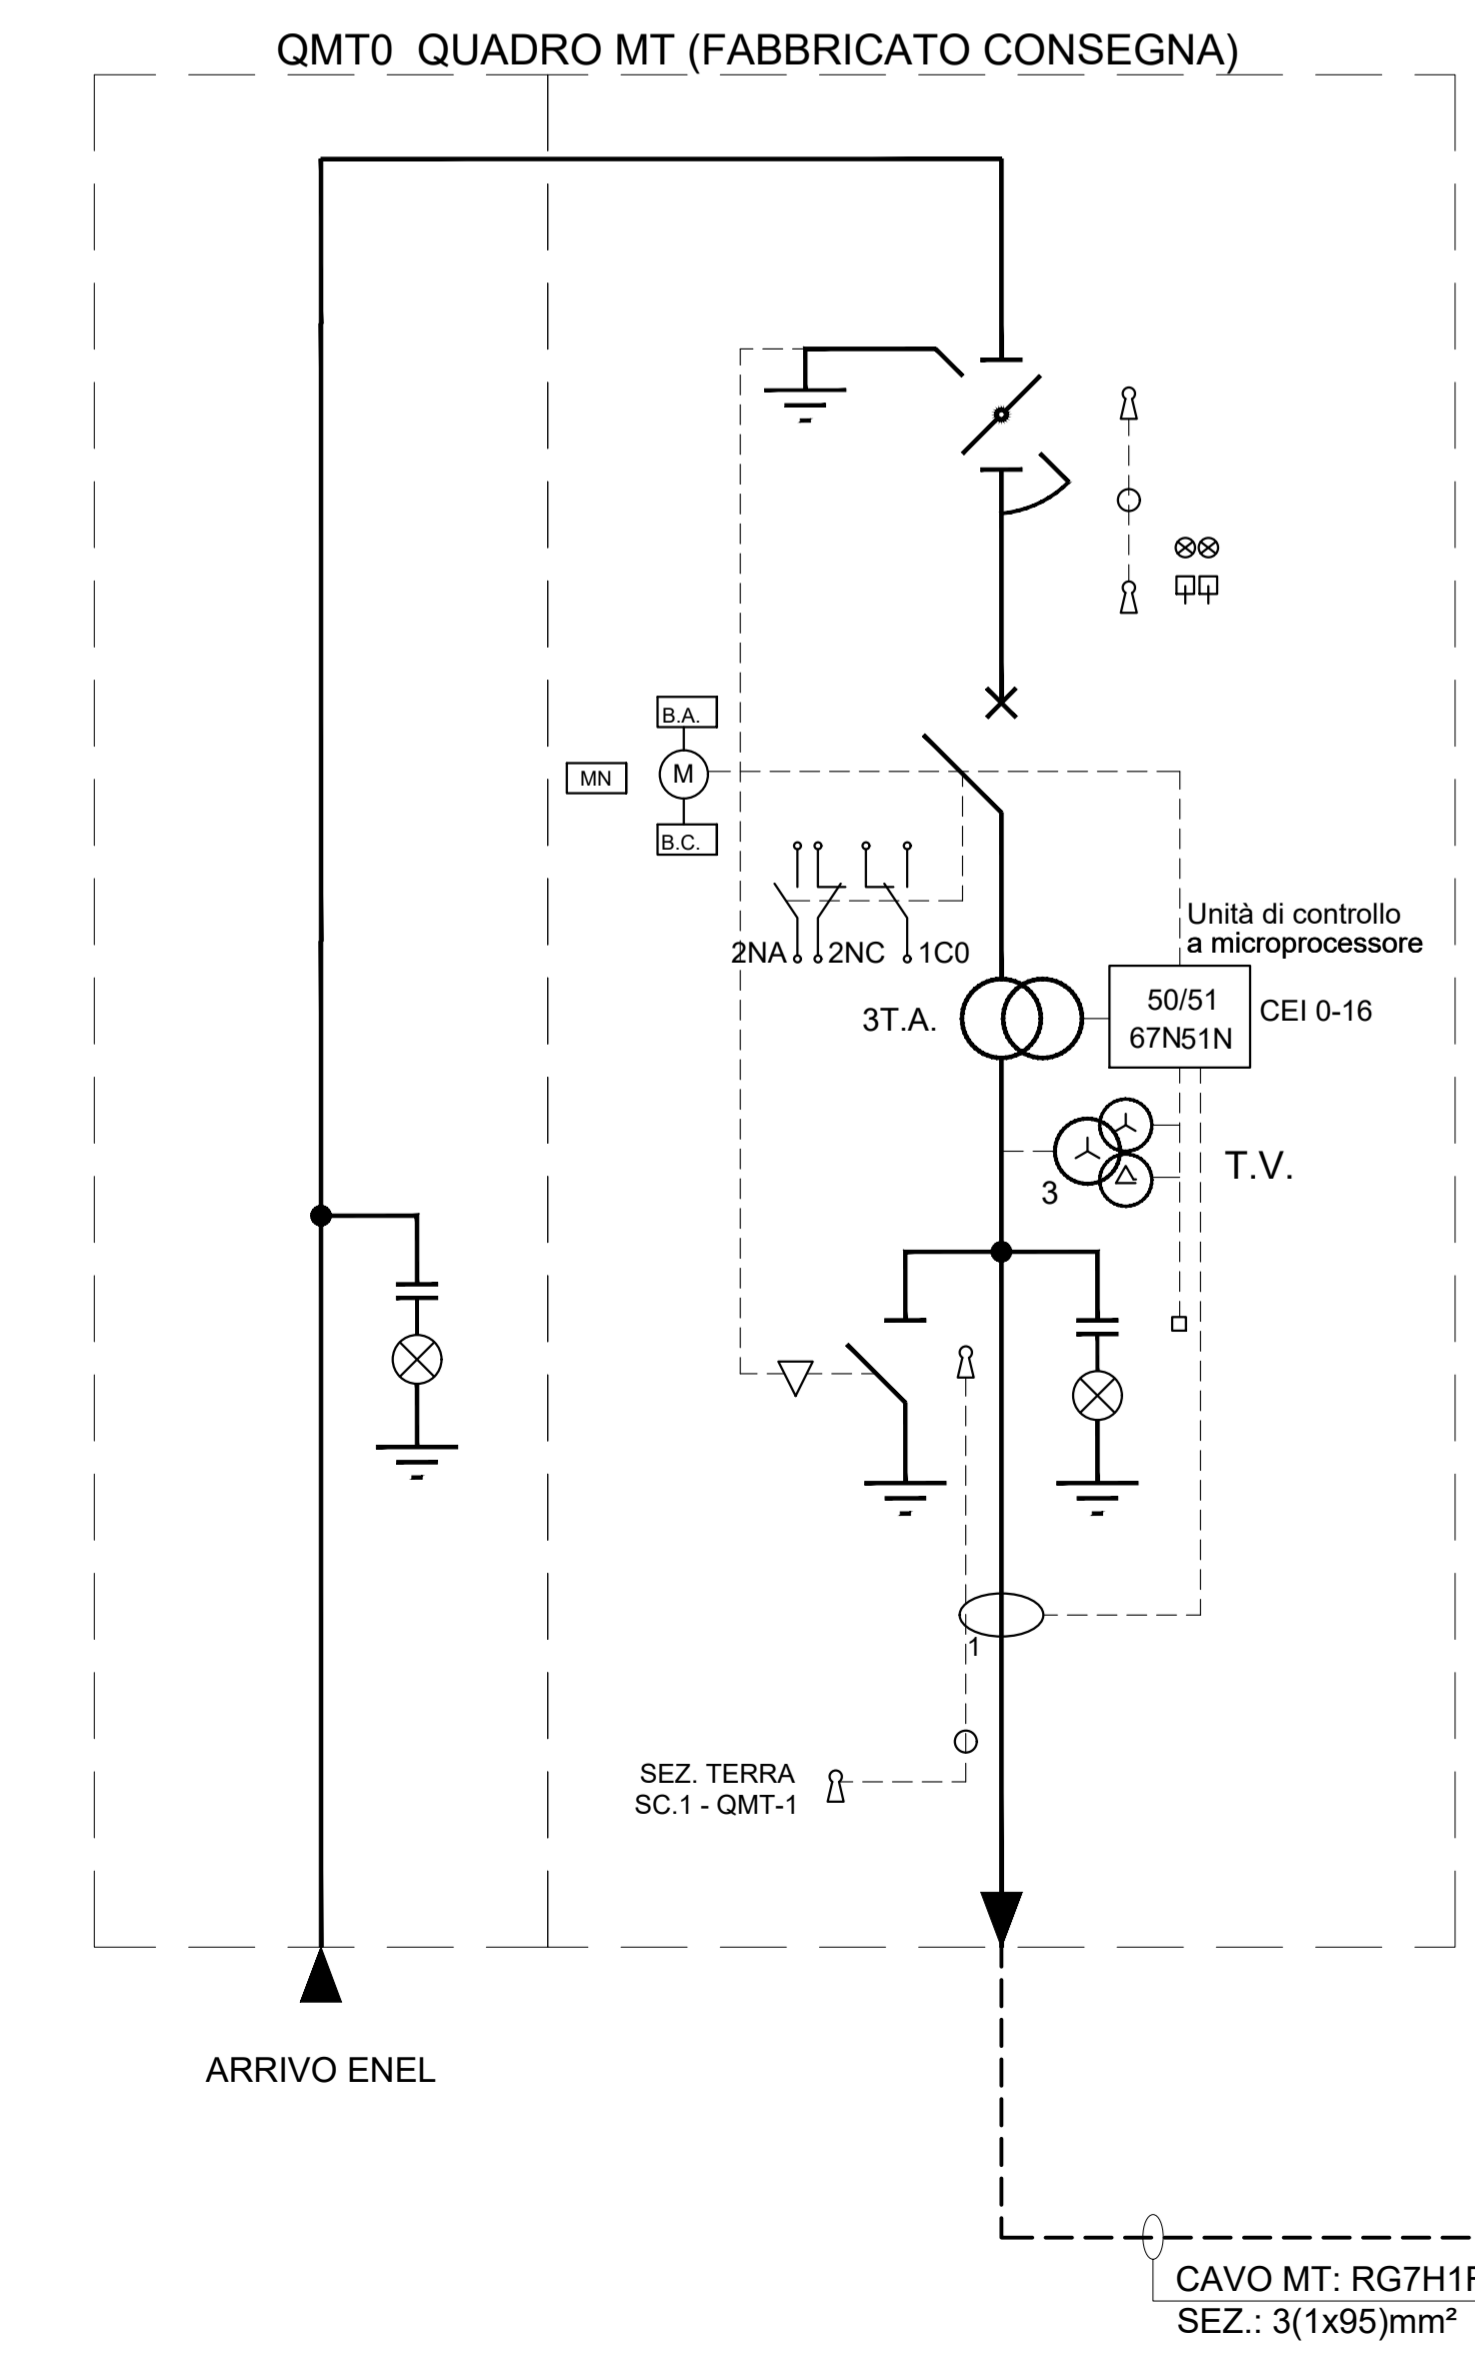 QMT0 QUADRO MT (FABBRICATO CONSEGNA)
B.A.
MN
M
B.C.
2NA
2NC
1C0
Unità di controllo
a microprocessore
50/51
67N51N
CEI 0-16
3T.A.
T.V.
3
1
SEZ. TERRA
SC.1 - QMT-1
ARRIVO ENEL
CAVO MT: RG7H1
SEZ.: 3(1x95)mm²